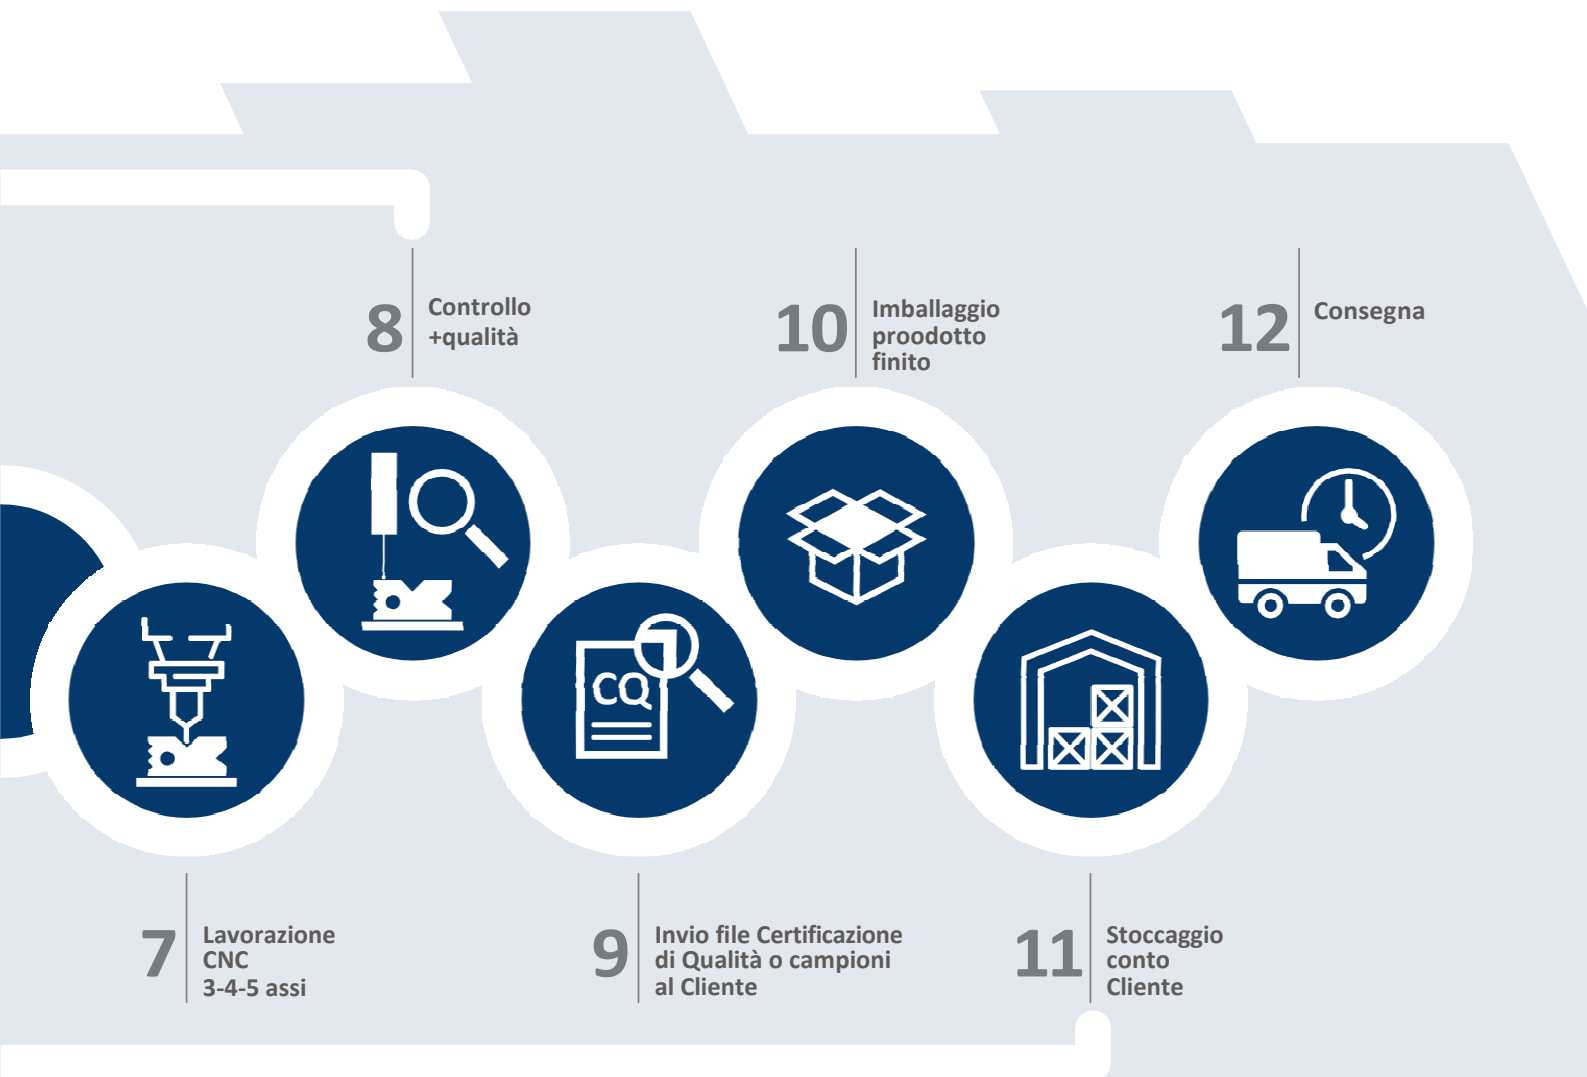 8
Controllo
+qualità
10
Imballaggio
proodotto
finito
12
Consegna
CQ
7
Lavorazione
CNC
3-4-5 assi
9
Invio file Certificazione
di Qualità o campioni
al Cliente
11
Stoccaggio
conto
Cliente